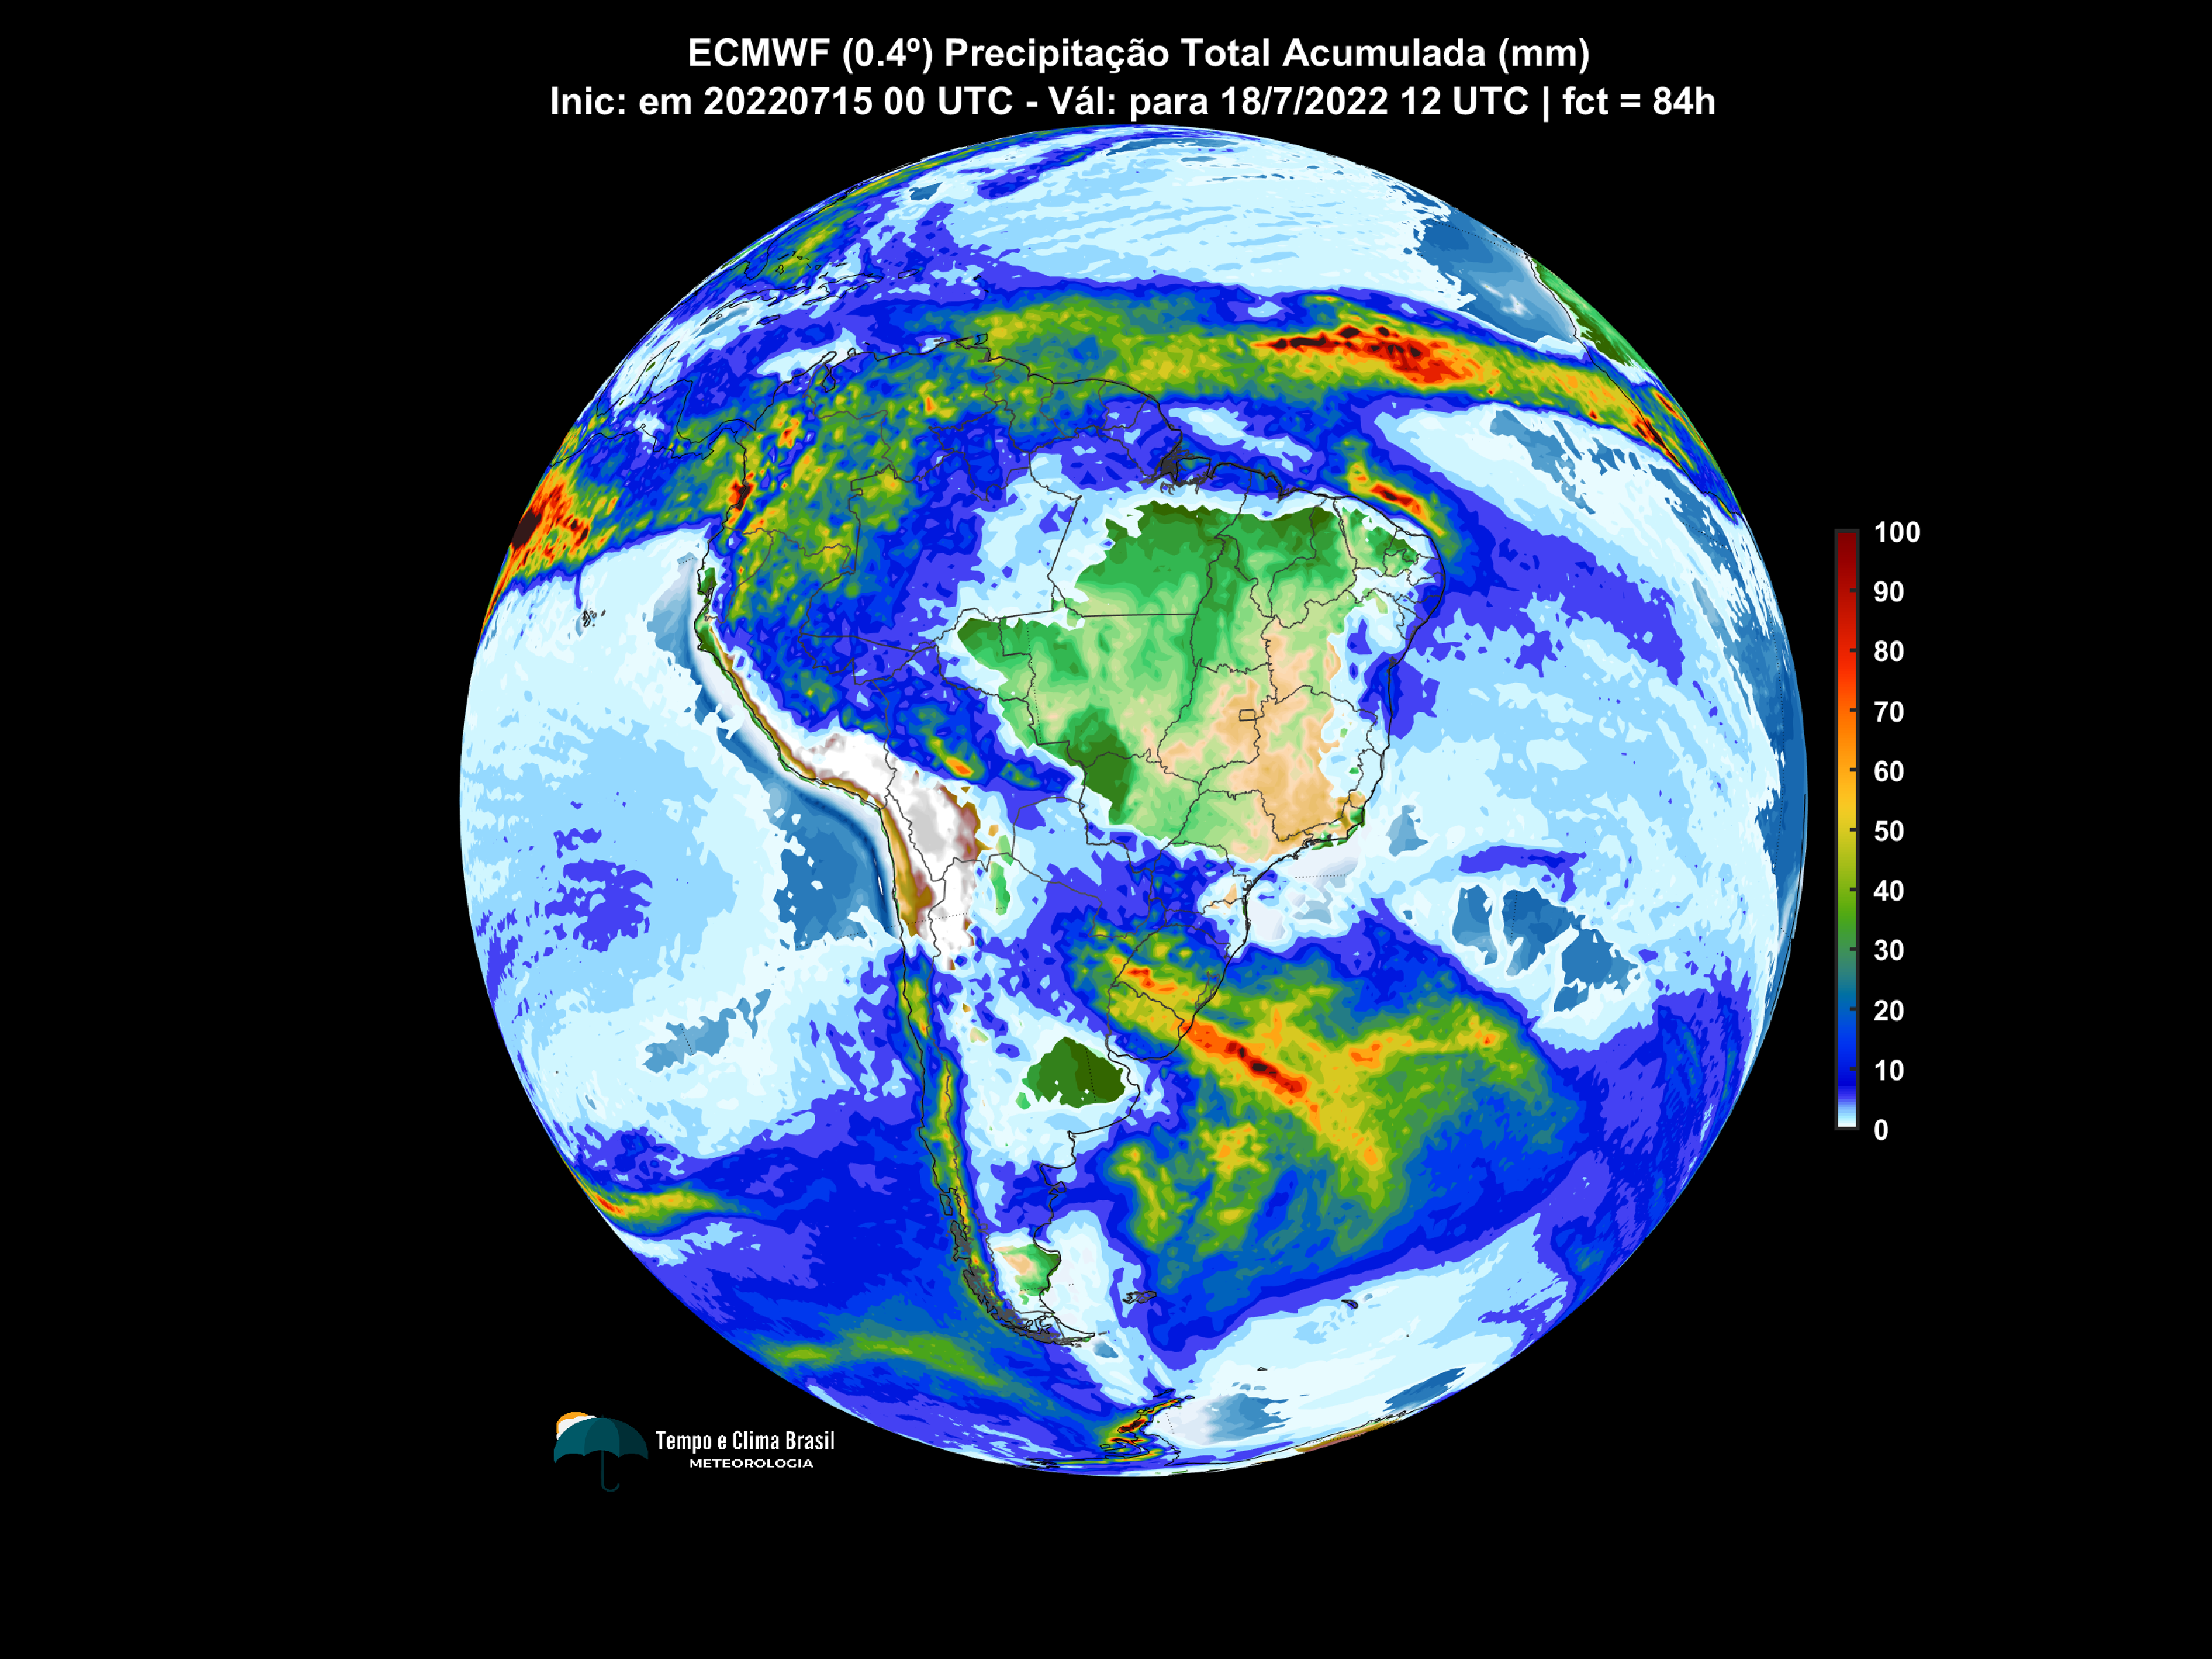 ECMWF (0.4º) Precipitação Total Acumulada (mm)
Inic: em 20220715 00 UTC - Vál: para 18/7/2022 12 UTC | fct = 84h
100
90
80
70
60
50
40
30
20
10
0
Tempo e Clima Brasil
METEOROLOGIA